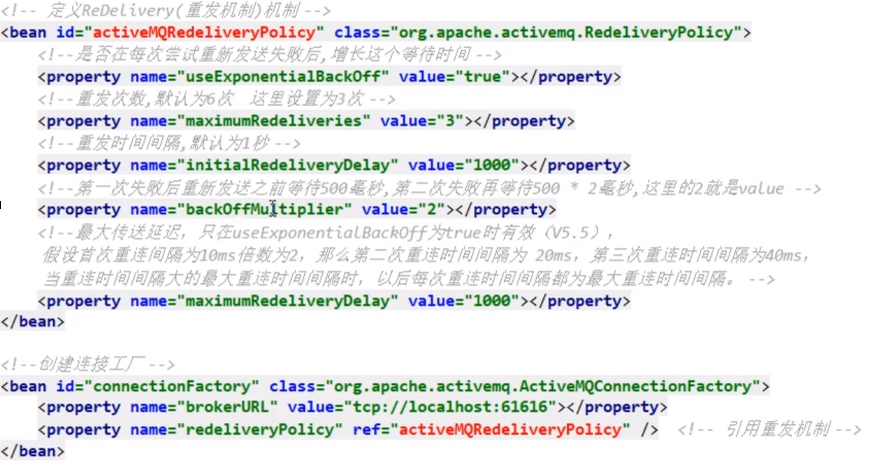 <!-- 定义ReDelivery(重发机制)机制 -->
<bean id="activeMQRedeliveryPolicy" class="org.apache.activemq.RedeliveryPolicy">
<!--是否在每次尝试重新发送失败后,增长这个等待时间 -->
<property name="useExponentialBackOff" value="true"></property>
<!--重发次数,默认为6次 这里设置为3次 -->
<property name="maximumRedeliveries" value="3"></property>
<!--重发时间间隔,默认为1秒 -->
<property name="initialRedeliveryDelay" value="1000"></property>
<!--第一次失败后重新发送之前等待500毫秒,第二次失败再等待500 * 2毫秒,这里的2就是value -->
<property name="backOffMultiplier" value="2"></property>
<!--最大传送延迟，只在useExponentialBackOff为true时有效（V5.5），
假设首次重连间隔为10ms倍数为2，那么第二次重连时间间隔为 20ms，第三次重连时间间隔为40ms，
当重连时间间隔大的最大重连时间间隔时，以后每次重连时间间隔都为最大重连时间间隔。 -->
<property name="maximumRedeliveryDelay" value="1000"></property>
</bean>
<!--创建连接工厂 -->
<bean id="connectionFactory" class="org.apache.activemq.ActiveMQConnectionFactory">
<property name="brokerURL" value="tcp://localhost:61616"></property>
<property name="redeliveryPolicy" ref="activeMQRedeliveryPolicy" /> <!-- 引用重发机制 -->
</bean>